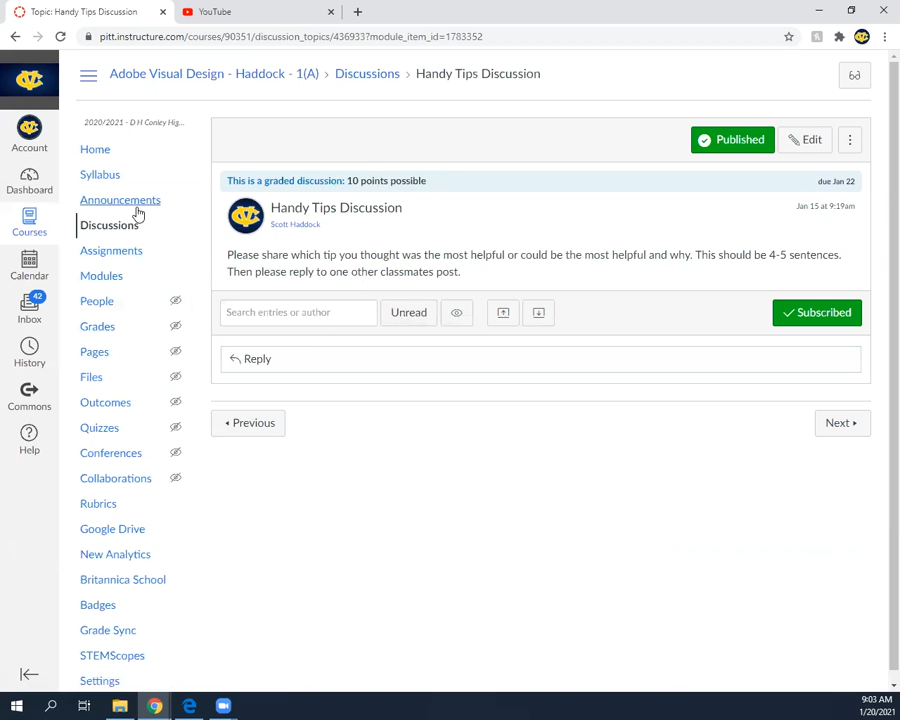 Topic: Handy Tips Discussion
YouTube
pitt.instructure.com/courses/90351/discussion_topics/436933?module_item_id=1783352
Adobe Visual Design - Haddock - 1(A) › Discussions › Handy Tips Discussion
2020/2021 - D H Conley Hig...
Home
Syllabus
Announcements
Discussions
Assignments
Modules
People
Grades
Pages
Files
Outcomes
Quizzes
Conferences
Collaborations
Rubrics
Google Drive
New Analytics
Britannica School
Badges
Grade Sync
STEMScopes
Settings
Account
Dashboard
Courses
Calendar
42
Inbox
History
Commons
Help
Published
Edit
This is a graded discussion: 10 points possible
due Jan 22
Handy Tips Discussion
Jan 15 at 9:19am
Scott Haddock
Please share which tip you thought was the most helpful or could be the most helpful and why. This should be 4-5 sentences.
Then please reply to one other classmates post.
Search entries or author
Unread
Subscribed
Reply
Previous
Next
9:03 AM
1/20/2021